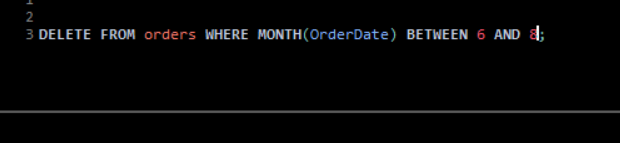 1
2
3 DELETE FROM orders WHERE MONTH(OrderDate) BETWEEN 6 AND 8;